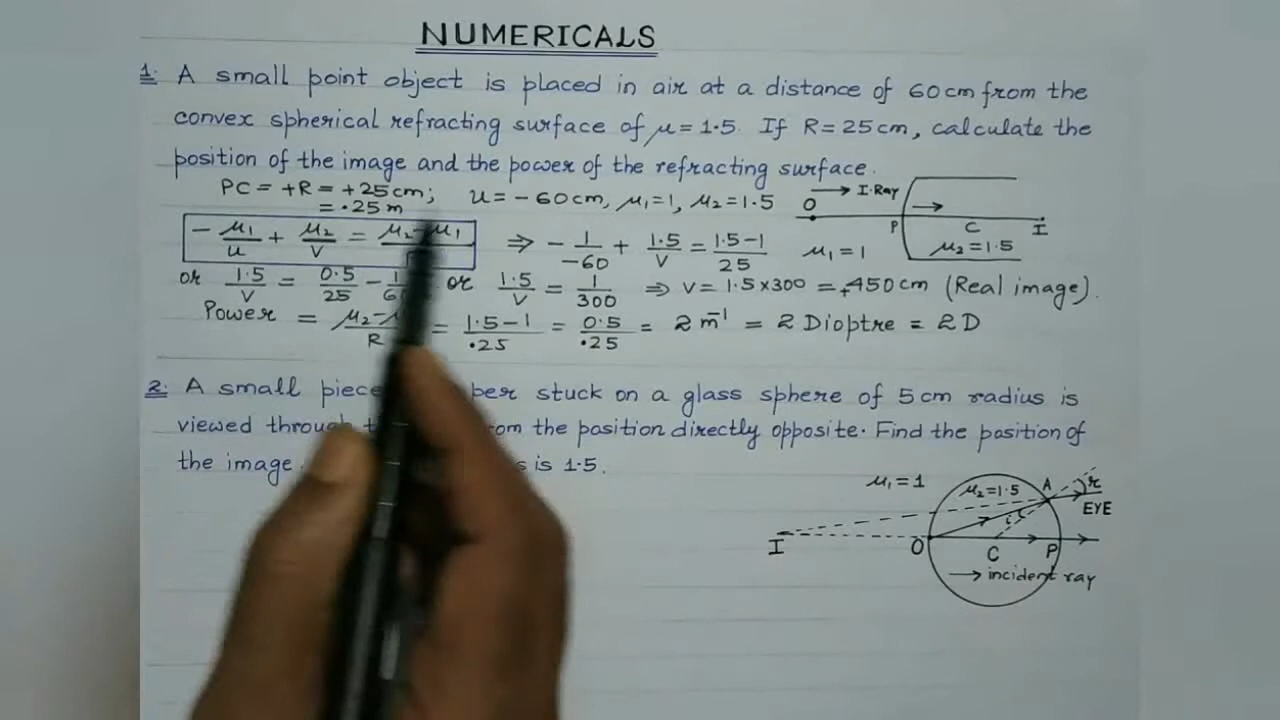 NUMERICALS
1. A small point object is placed in air at a distance of 60 cm from the
convex spherical refracting surface of μ = 1.5. If R = 25 cm, calculate the
position of the image and the power of the refracting surface.
PC = +R = +25 cm; u = -60 cm, μ₁ = 1, μ₂ = 1.5
= .25 m
O → I.Ray
P C I
μ₁ = 1 μ₂ = 1.5
-μ₁/u + μ₂/v = μ₂-μ₁/ ⇒ -1/-60 + 1.5/v = 1.5-1/25
or 1.5/v = 0.5/25 - or 1.5/v = 1/300 ⇒ v = 1.5×300 = +450 cm (Real image).
Power = μ₂-/R = 1.5-1/.25 = 0.5/.25 = 2 m⁻¹ = 2 Dioptre = 2D
2. A small piece stuck on a glass sphere of 5 cm radius is
viewed through the position directly opposite. Find the position of
the image is 1.5.
μ₁ = 1 μ₂ = 1.5 A r
EYE
I O C P
i
→ incident ray